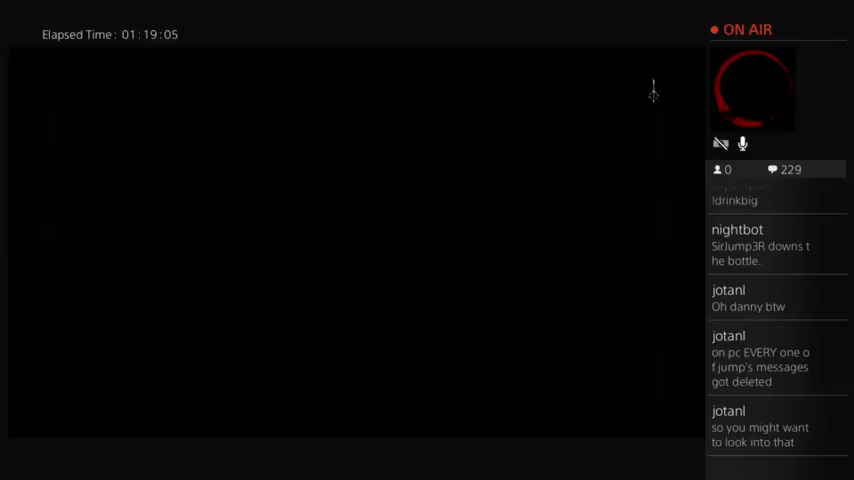 Elapsed Time: 01:19:05
ON AIR
0 229
!drinkbig
nightbot
SirJump3R downs t
he bottle.
jotanl
Oh danny btw
jotanl
on pc EVERY one o
f jump's messages
got deleted
jotanl
so you might want
to look into that